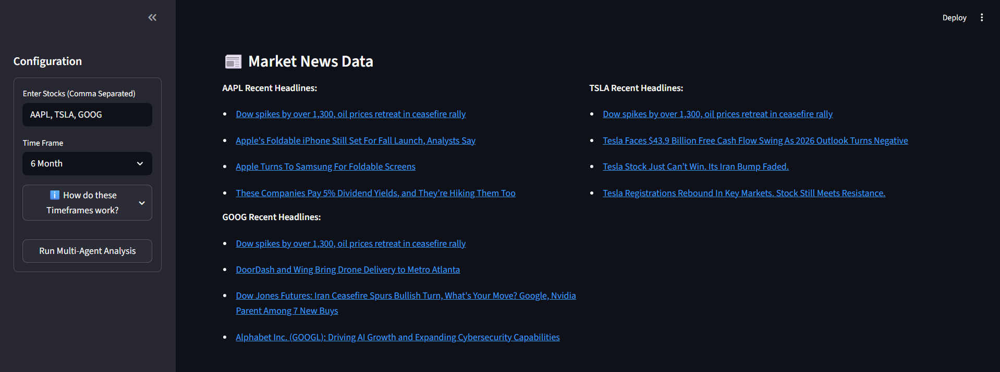 Deploy
Configuration
Enter Stocks (Comma Separated)
AAPL, TSLA, GOOG
Time Frame
6 Month
How do these
Timeframes work?
Run Multi-Agent Analysis
Market News Data
AAPL Recent Headlines:
Dow spikes by over 1,300, oil prices retreat in ceasefire rally
Apple's Foldable iPhone Still Set For Fall Launch, Analysts Say
Apple Turns To Samsung For Foldable Screens
These Companies Pay 5% Dividend Yields, and They’re Hiking Them Too
TSLA Recent Headlines:
Dow spikes by over 1,300, oil prices retreat in ceasefire rally
Tesla Faces $43.9 Billion Free Cash Flow Swing As 2026 Outlook Turns Negative
Tesla Stock Just Can’t Win. Its Iran Bump Faded.
Tesla Registrations Rebound In Key Markets. Stock Still Meets Resistance.
GOOG Recent Headlines:
Dow spikes by over 1,300, oil prices retreat in ceasefire rally
DoorDash and Wing Bring Drone Delivery to Metro Atlanta
Dow Jones Futures: Iran Ceasefire Spurs Bullish Turn, What's Your Move? Google, Nvidia
Parent Among 7 New Buys
Alphabet Inc. (GOOGL): Driving AI Growth and Expanding Cybersecurity Capabilities